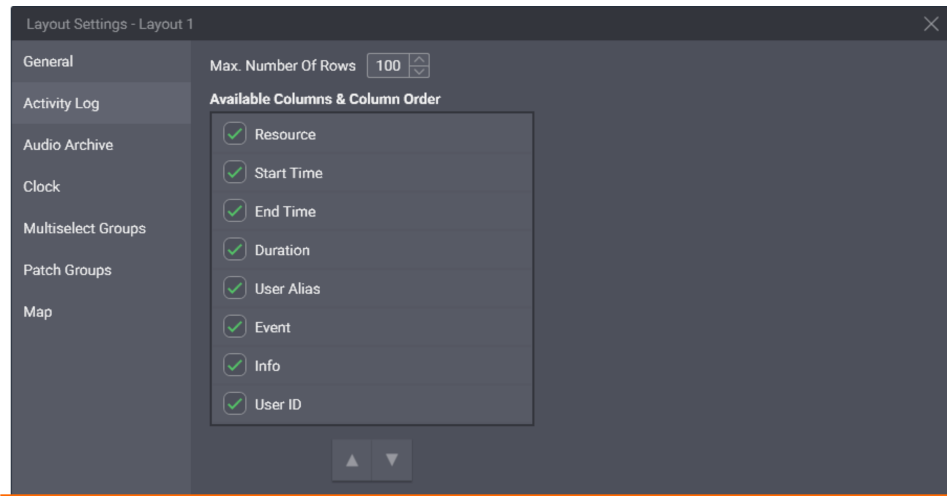 Layout Settings - Layout 1
General
Activity Log
Audio Archive
Clock
Multiselect Groups
Patch Groups
Map
Max. Number Of Rows 100
Available Columns & Column Order
Resource
Start Time
End Time
Duration
User Alias
Event
Info
User ID